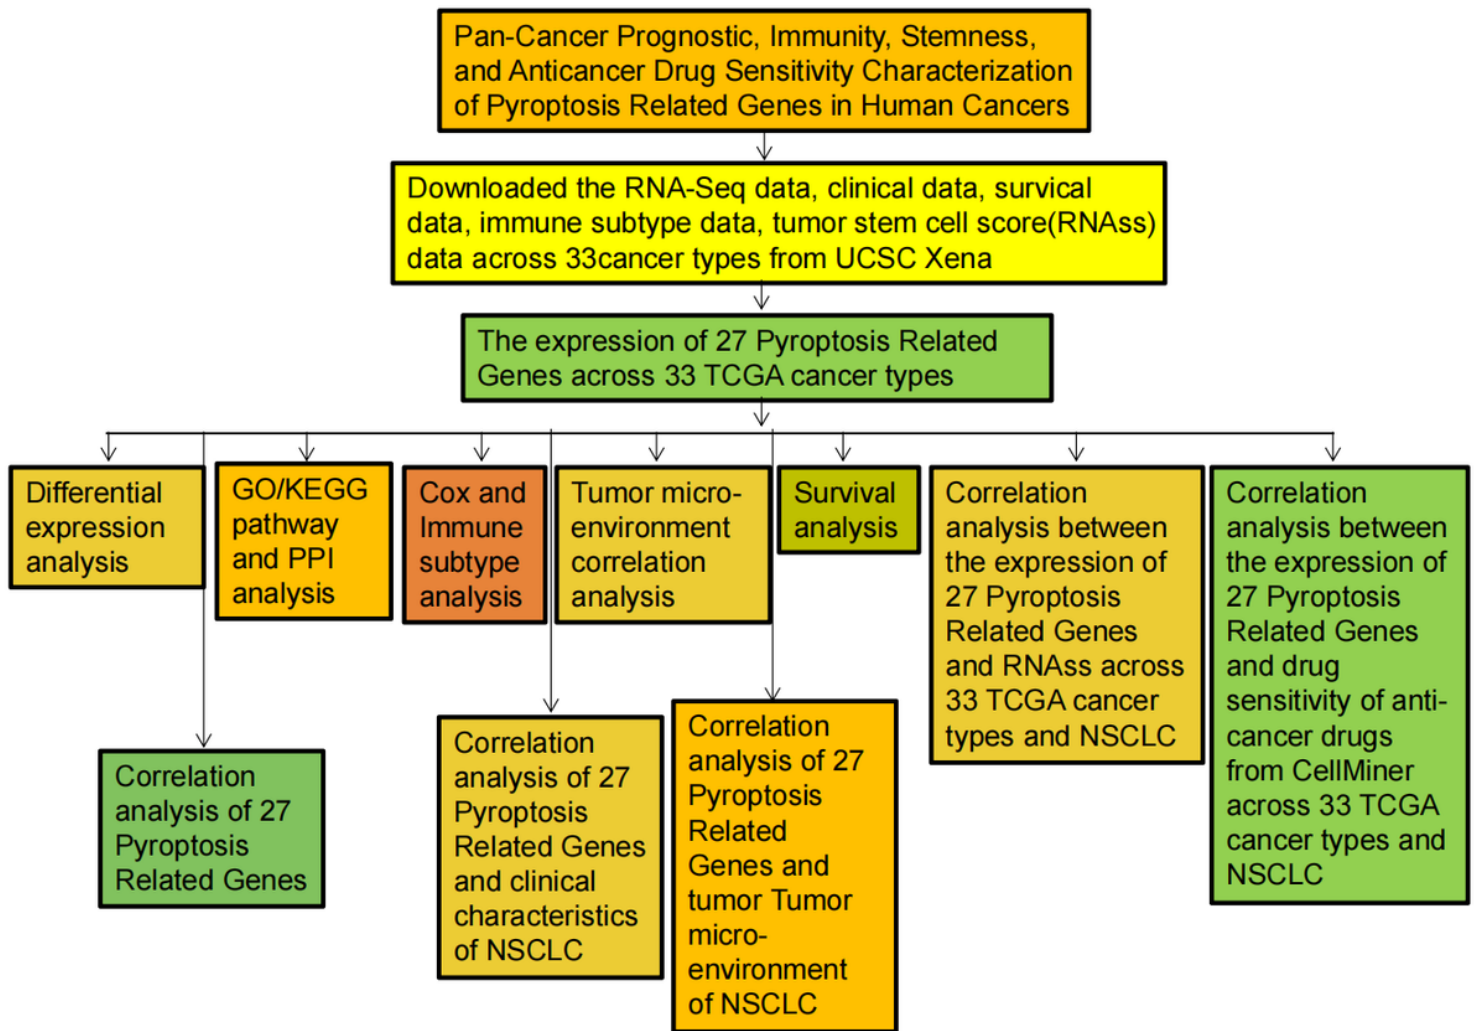 Pan-Cancer Prognostic, Immunity, Stemness,
and Anticancer Drug Sensitivity Characterization
of Pyroptosis Related Genes in Human Cancers
Downloaded the RNA-Seq data, clinical data, survical
data, immune subtype data, tumor stem cell score(RNAss)
data across 33cancer types from UCSC Xena
The expression of 27 Pyroptosis Related
Genes across 33 TCGA cancer types
Differential
expression
analysis
GO/KEGG
pathway
and PPI
analysis
Cox and
Immune
subtype
analysis
Tumor micro-
environment
correlation
analysis
Survival
analysis
Correlation
analysis between
the expression of
27 Pyroptosis
Related Genes
and RNAss across
33 TCGA cancer
types and NSCLC
Correlation
analysis between
the expression of
27 Pyroptosis
Related Genes
and drug
sensitivity of anti-
cancer drugs
from CellMiner
across 33 TCGA
cancer types and
NSCLC
Correlation
analysis of 27
Pyroptosis
Related Genes
Correlation
analysis of 27
Pyroptosis
Related Genes
and clinical
characteristics
of NSCLC
Correlation
analysis of 27
Pyroptosis
Related
Genes and
tumor Tumor
micro-
environment
of NSCLC